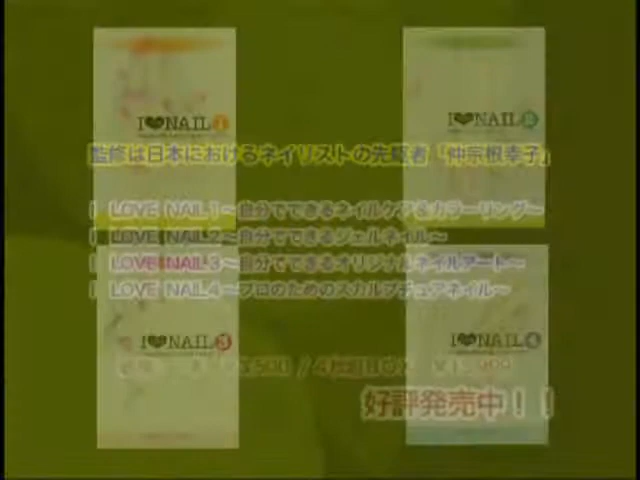 I♥NAIL 1
I♥NAIL 2
監修は日本におけるネイリストの先駆者「仲宗根幸子」
I LOVE NAIL 1～自分でできるネイルケア&カラーリング～
I LOVE NAIL 2～自分でできるジェルネイル～
I LOVE NAIL 3～自分でできるオリジナルネイルアート～
I LOVE NAIL 4～プロのためのスカルプチュアネイル～
I♥NAIL 3
I♥NAIL 4
好評発売中！！